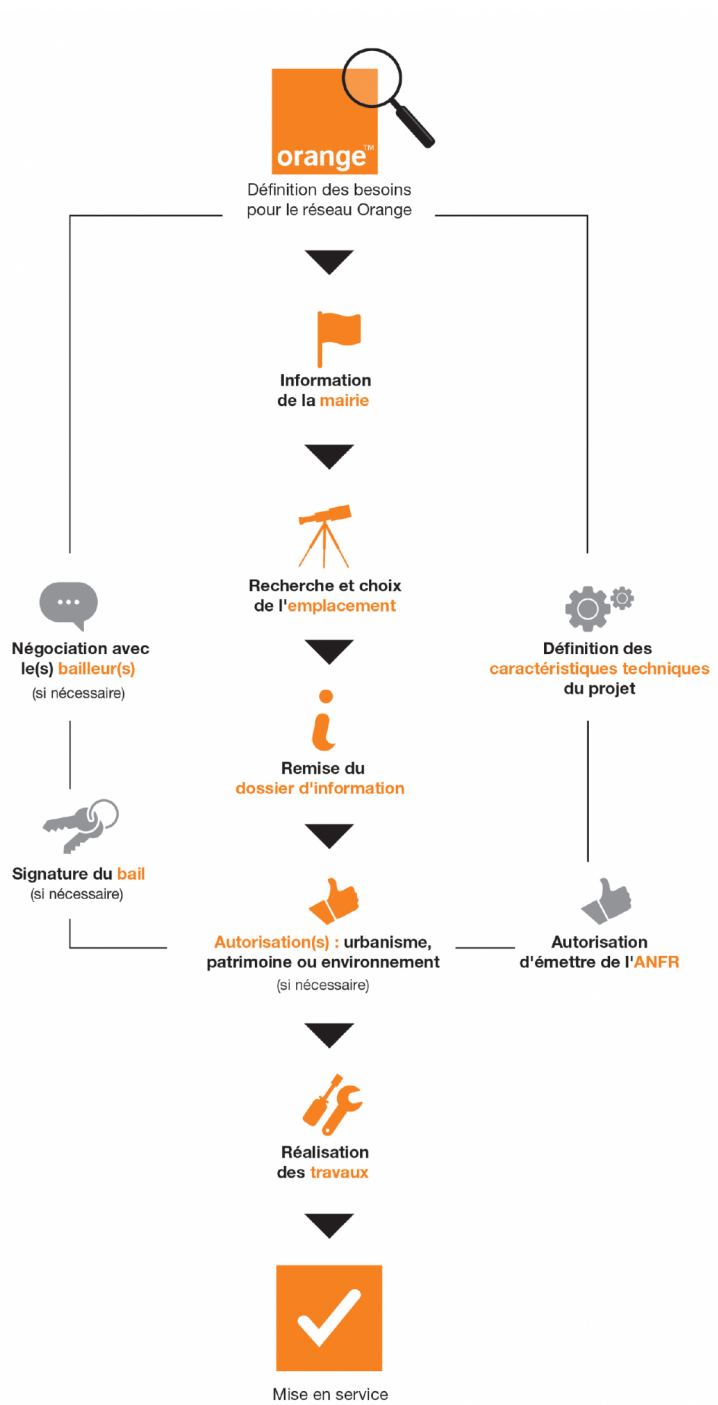 orange™
Définition des besoins
pour le réseau Orange
Information
de la mairie
Recherche et choix
de l'emplacement
Négociation avec
le(s) bailleur(s)
(si nécessaire)
Définition des
caractéristiques techniques
du projet
Remise du
dossier d'information
Signature du bail
(si nécessaire)
Autorisation(s) : urbanisme,
patrimoine ou environnement
(si nécessaire)
Autorisation
d'émettre de l'ANFR
Réalisation
des travaux
Mise en service